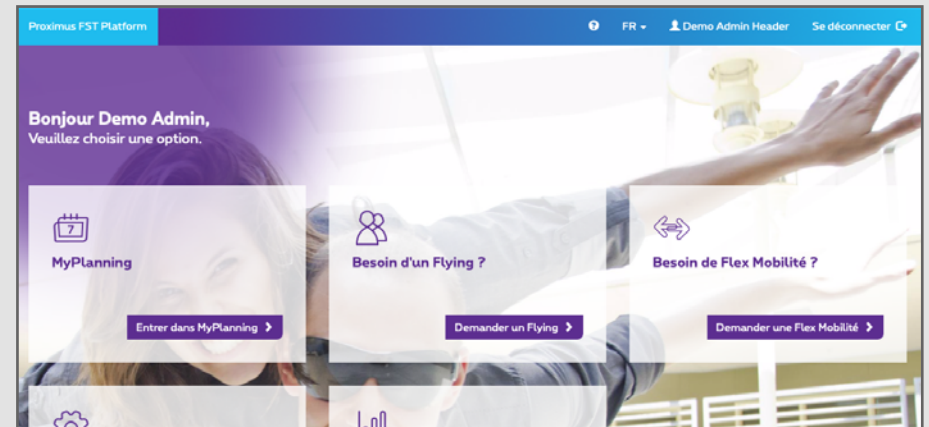 Proximus FST Platform
FR
Demo Admin Header
Se déconnecter
Bonjour Demo Admin,
Veuillez choisir une option.
7
MyPlanning
Entrer dans MyPlanning
Besoin d'un Flying ?
Demander un Flying
Besoin de Flex Mobilité ?
Demander une Flex Mobilité